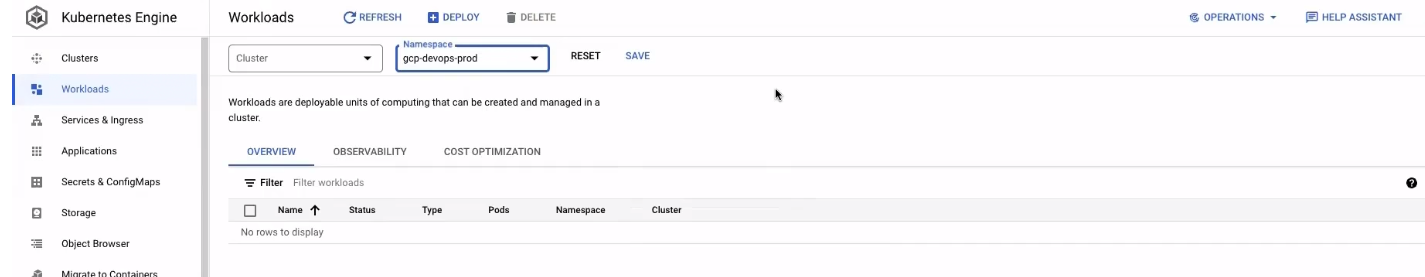 Kubernetes Engine
Workloads
REFRESH
DEPLOY
DELETE
OPERATIONS
HELP ASSISTANT
Clusters
Workloads
Services & Ingress
Applications
Secrets & ConfigMaps
Storage
Object Browser
Migrate to Containers
Cluster
Namespace
gcp-devops-prod
RESET
SAVE
Workloads are deployable units of computing that can be created and managed in a
cluster.
OVERVIEW
OBSERVABILITY
COST OPTIMIZATION
Filter
Filter workloads
Name
Status
Type
Pods
Namespace
Cluster
No rows to display